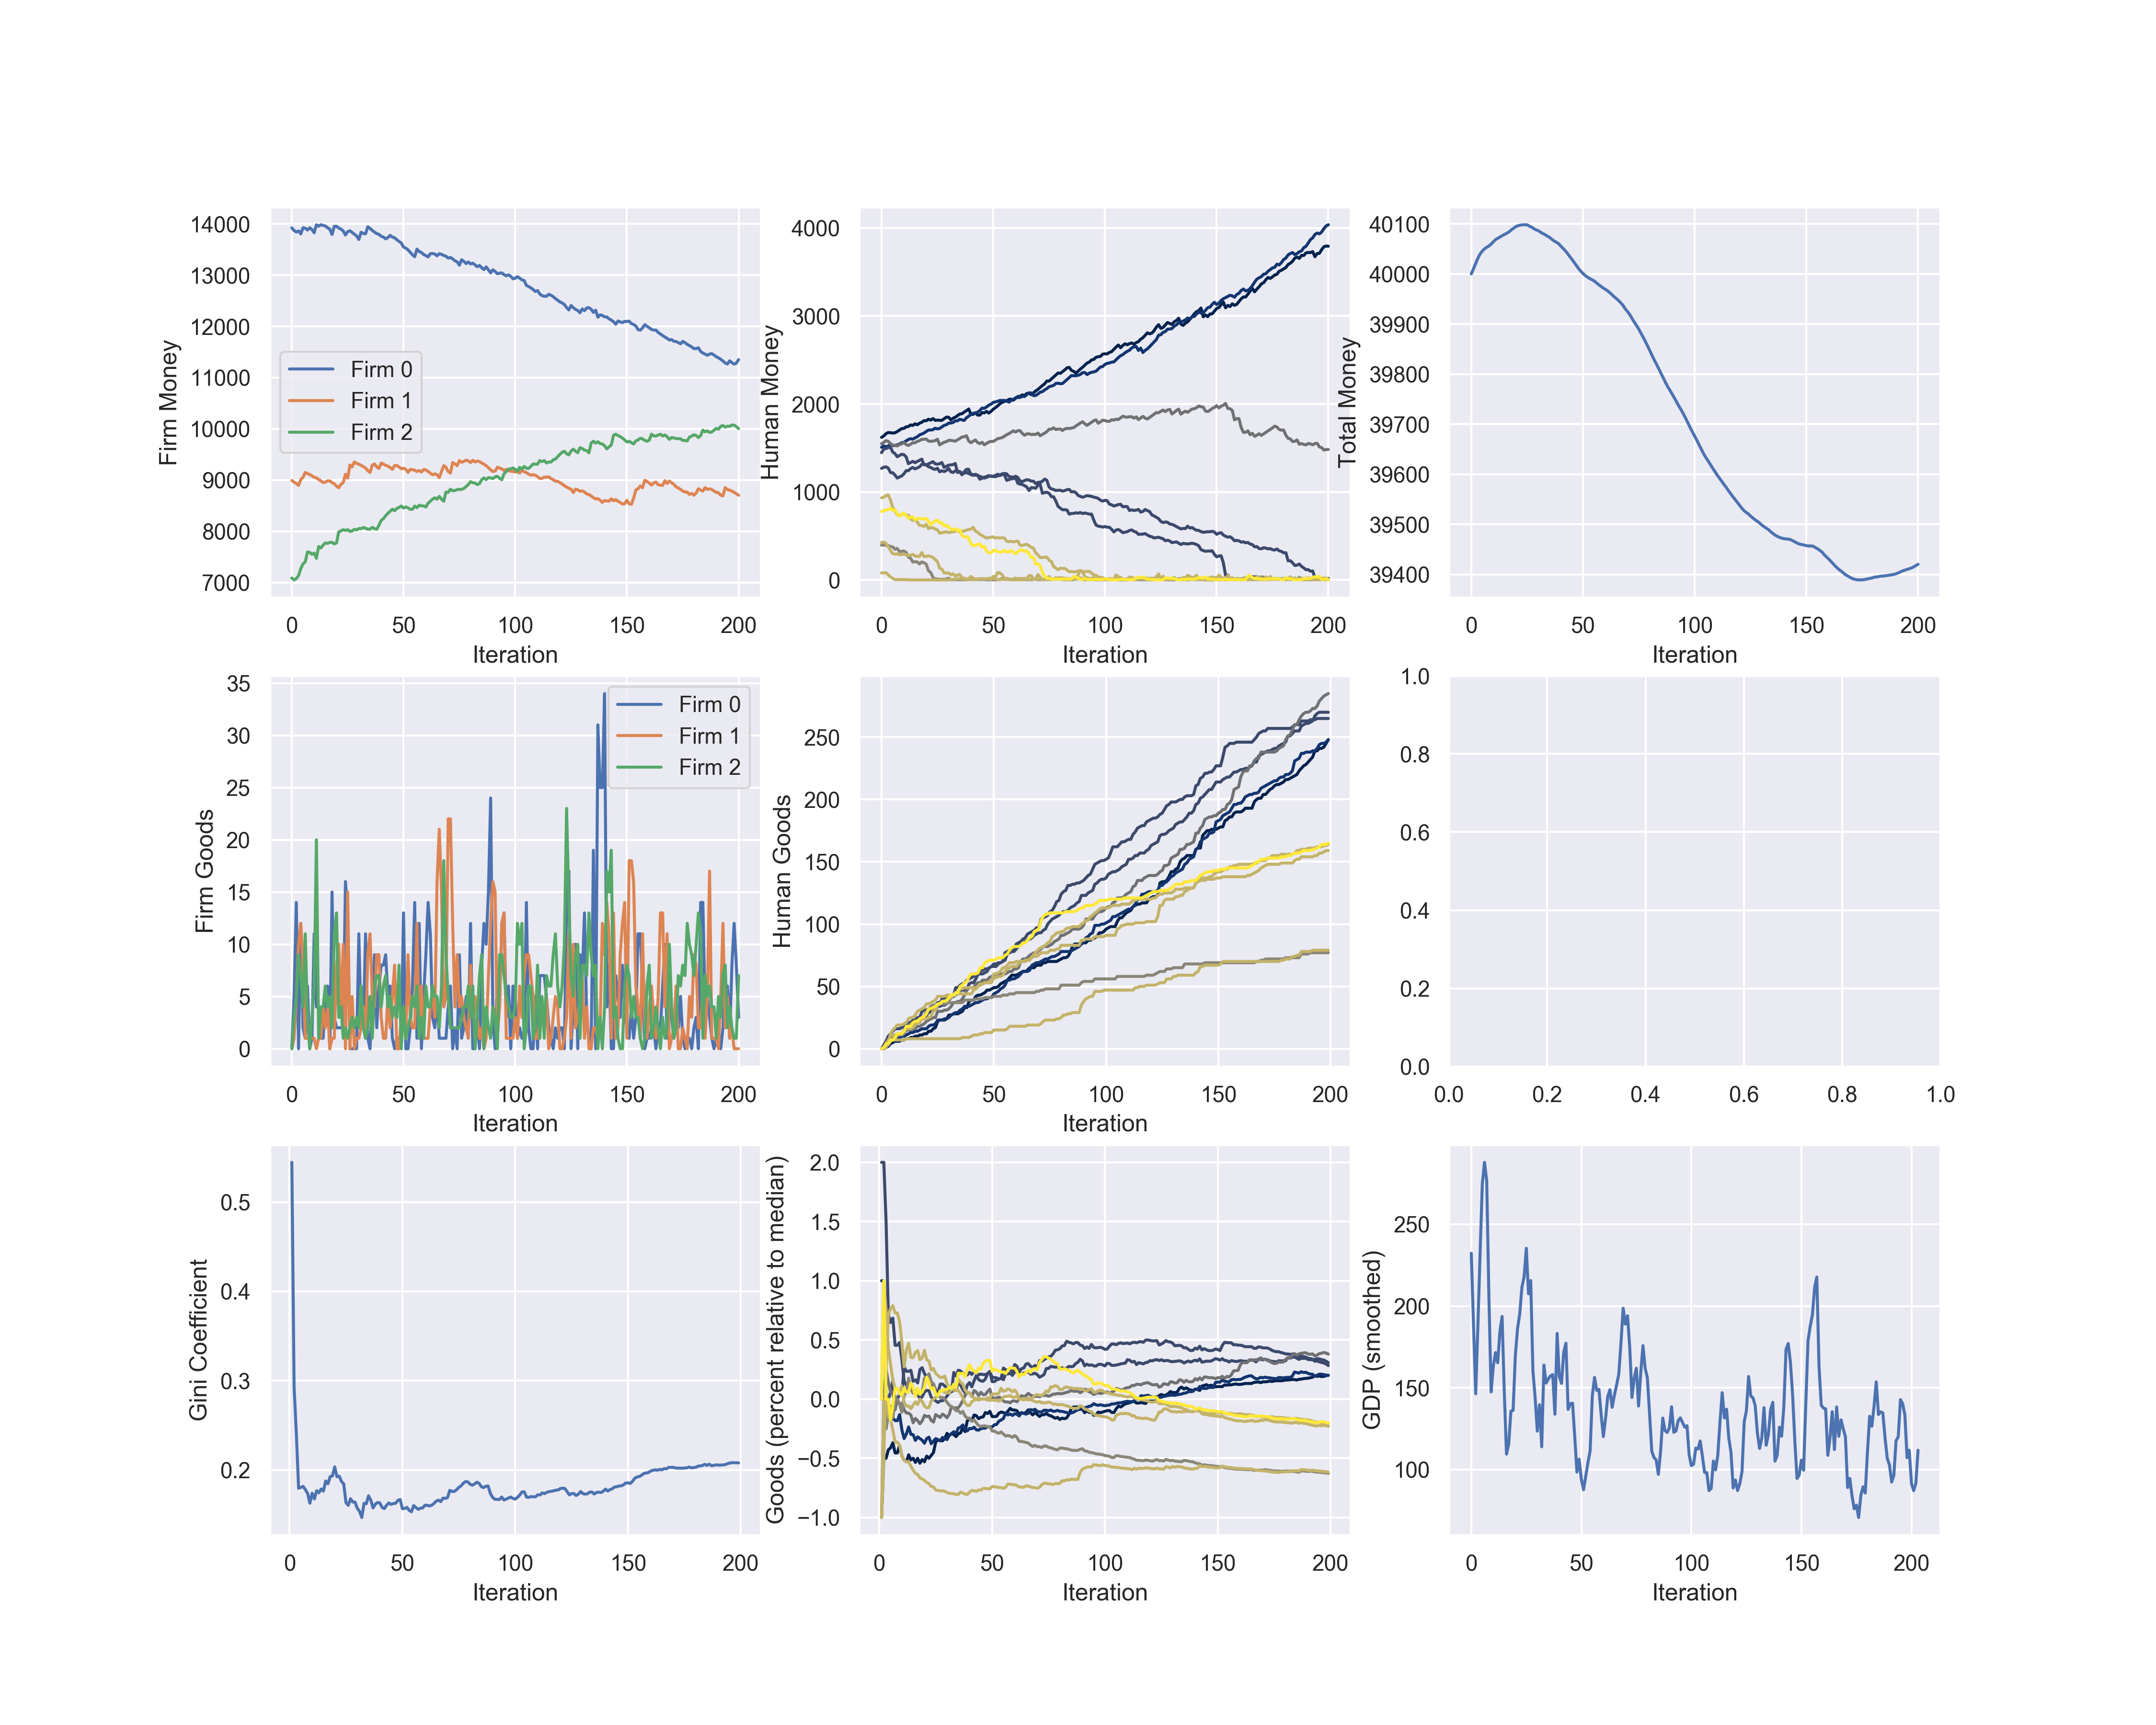 14000
13000
12000
11000
10000
9000
8000
7000
Firm Money
Firm 0
Firm 1
Firm 2
0 50 100 150 200
Iteration
4000
3000
2000
1000
0
Human Money
0 50 100 150 200
Iteration
40100
40000
39900
39800
39700
39600
39500
39400
Total Money
0 50 100 150 200
Iteration
35
30
25
20
15
10
5
0
Firm Goods
Firm 0
Firm 1
Firm 2
0 50 100 150 200
Iteration
250
200
150
100
50
0
Human Goods
0 50 100 150 200
Iteration
1.0
0.8
0.6
0.4
0.2
0.0
0.0 0.2 0.4 0.6 0.8 1.0
0.5
0.4
0.3
0.2
Gini Coefficient
0 50 100 150 200
Iteration
2.0
1.5
1.0
0.5
0.0
−0.5
−1.0
Goods (percent relative to median)
0 50 100 150 200
Iteration
250
200
150
100
GDP (smoothed)
0 50 100 150 200
Iteration